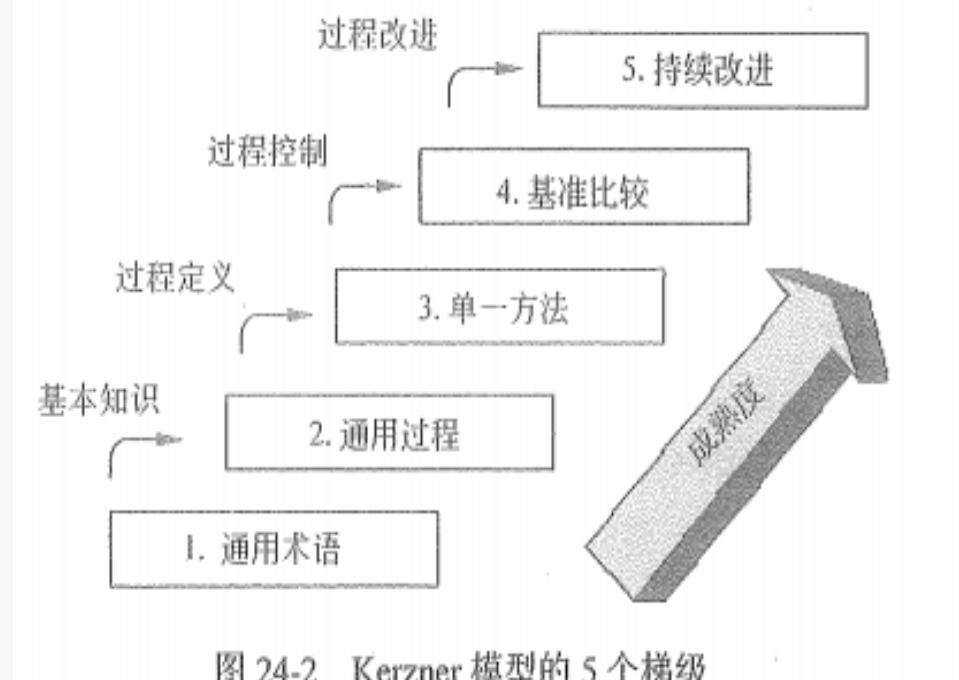 过程改进
5. 持续改进
过程控制
4. 基准比较
过程定义
3. 单一方法
基本知识
2. 通用过程
成熟度
1. 通用术语
图 24-2 Kerzner 模型的 5 个梯级